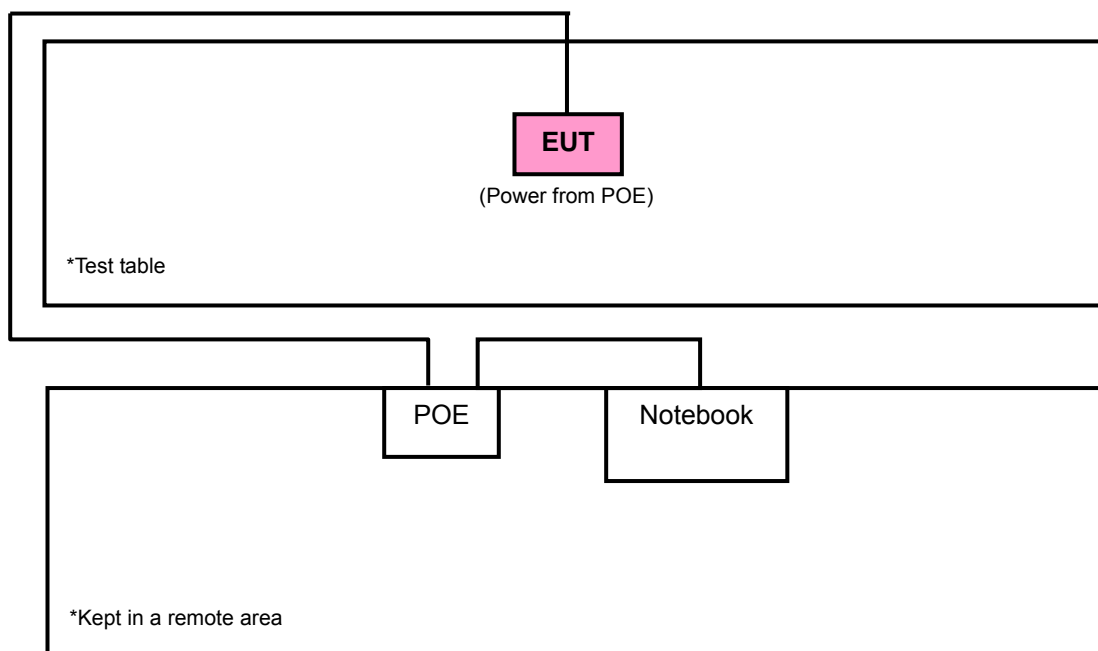 EUT
(Power from POE)
*Test table
POE
Notebook
*Kept in a remote area